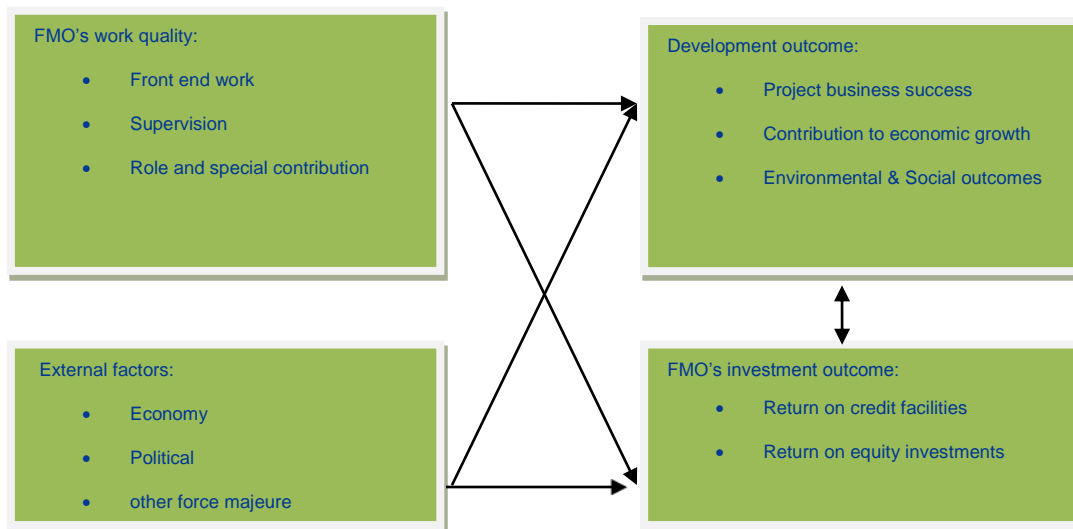 FMO's work quality:
• Front end work
• Supervision
• Role and special contribution
Development outcome:
• Project business success
• Contribution to economic growth
• Environmental & Social outcomes
External factors:
• Economy
• Political
• other force majeure
FMO's investment outcome:
• Return on credit facilities
• Return on equity investments